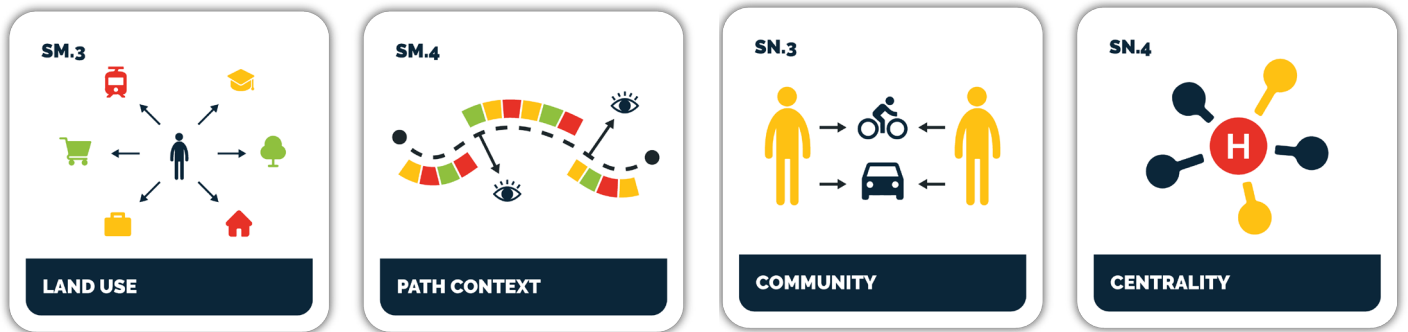 SM.3
LAND USE
SM.4
PATH CONTEXT
SN.3
COMMUNITY
SN.4
H
CENTRALITY